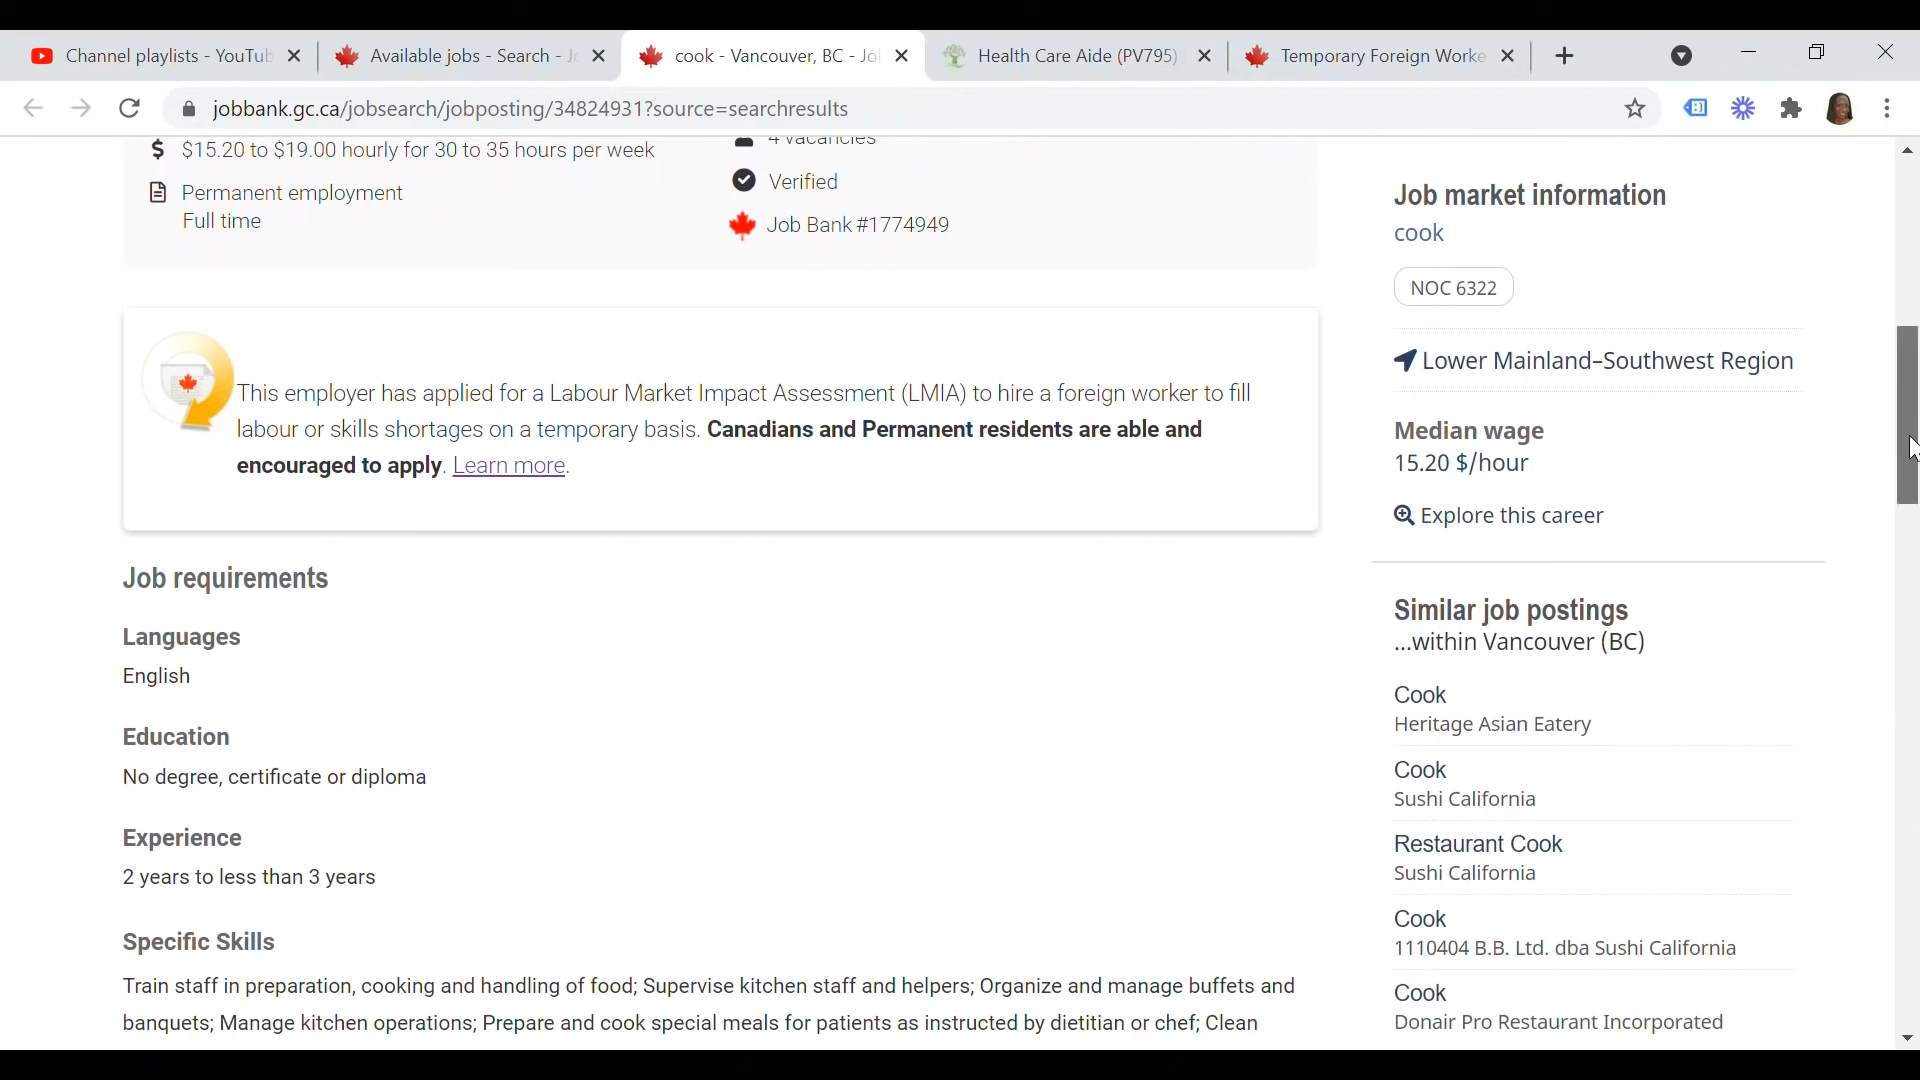 Channel playlists - YouTub
Available jobs - Search - Jo
cook - Vancouver, BC - Jol
Health Care Aide (PV795)
Temporary Foreign Worke
jobbank.gc.ca/jobsearch/jobposting/34824931?source=searchresults
$15.20 to $19.00 hourly for 30 to 35 hours per week
4 vacancies
Permanent employment
Full time
Verified
Job Bank #1774949
This employer has applied for a Labour Market Impact Assessment (LMIA) to hire a foreign worker to fill
labour or skills shortages on a temporary basis. Canadians and Permanent residents are able and
encouraged to apply. Learn more.
Job requirements
Languages
English
Education
No degree, certificate or diploma
Experience
2 years to less than 3 years
Specific Skills
Train staff in preparation, cooking and handling of food; Supervise kitchen staff and helpers; Organize and manage buffets and
banquets; Manage kitchen operations; Prepare and cook special meals for patients as instructed by dietitian or chef; Clean
Job market information
cook
NOC 6322
Lower Mainland–Southwest Region
Median wage
15.20 $/hour
Explore this career
Similar job postings
...within Vancouver (BC)
Cook
Heritage Asian Eatery
Cook
Sushi California
Restaurant Cook
Sushi California
Cook
1110404 B.B. Ltd. dba Sushi California
Cook
Donair Pro Restaurant Incorporated